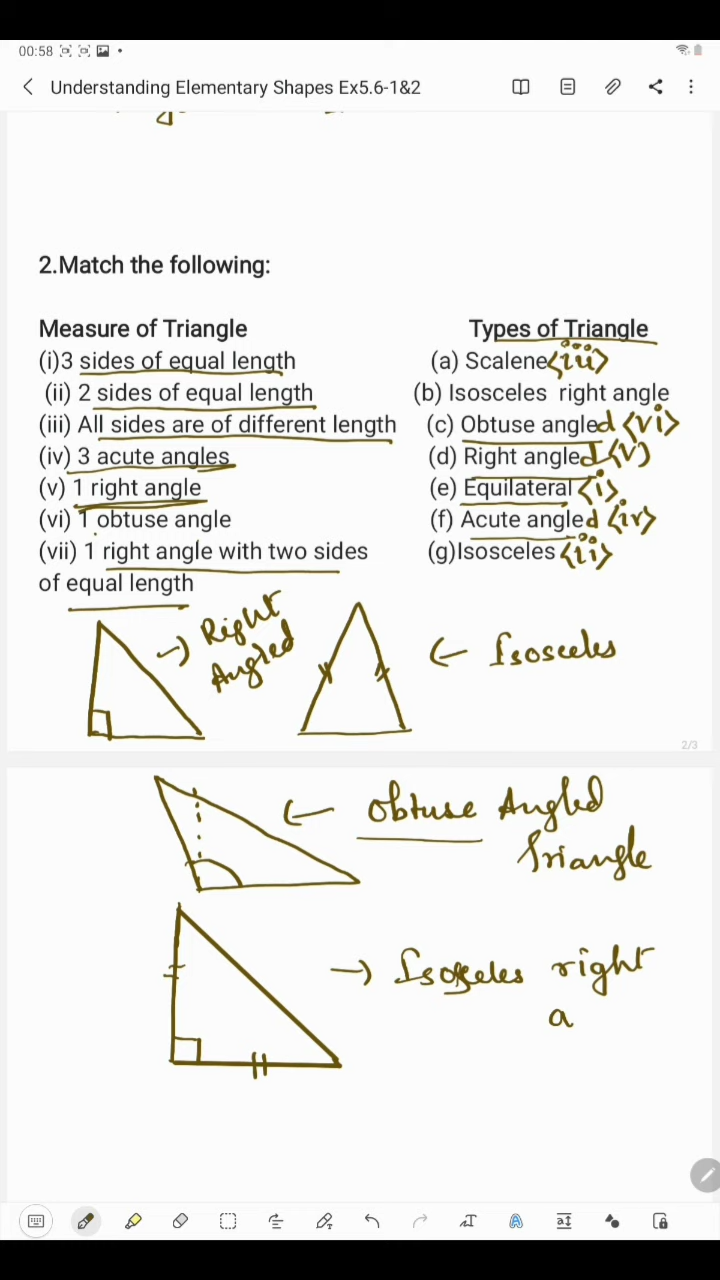 00:58
Understanding Elementary Shapes Ex5.6-1&2
2.Match the following:
Measure of Triangle Types of Triangle
(i)3 sides of equal length (a) Scalene <iii>
(ii) 2 sides of equal length (b) Isosceles right angle
(iii) All sides are of different length (c) Obtuse angled <vi>
(iv) 3 acute angles (d) Right angled <v>
(v) 1 right angle (e) Equilateral <i>
(vi) 1 obtuse angle (f) Acute angled <iv>
(vii) 1 right angle with two sides (g)Isosceles <ii>
of equal length
Right
Angled
Isosceles
2/3
Obtuse Angled
Triangle
Isosceles right
a